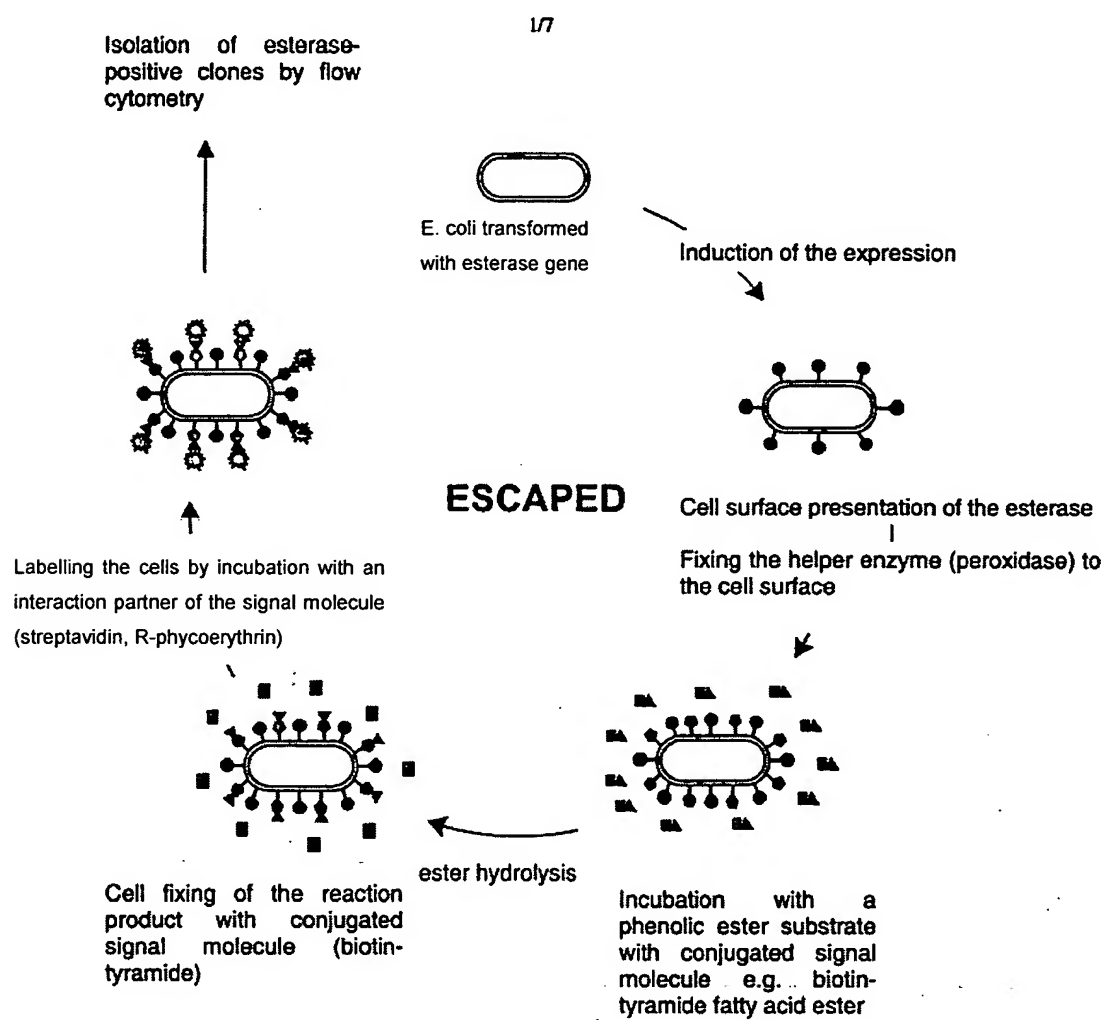 1/7
Isolation of esterase-
positive clones by flow
cytometry
E. coli transformed
with esterase gene
Induction of the expression
ESCAPED
Cell surface presentation of the esterase
Fixing the helper enzyme (peroxidase) to
the cell surface
Labelling the cells by incubation with an
interaction partner of the signal molecule
(streptavidin, R-phycoerythrin)
ester hydrolysis
Cell fixing of the reaction
product with conjugated
signal molecule (biotin-
tyramide)
Incubation with a
phenolic ester substrate
with conjugated signal
molecule e.g. biotin-
tyramide fatty acid ester